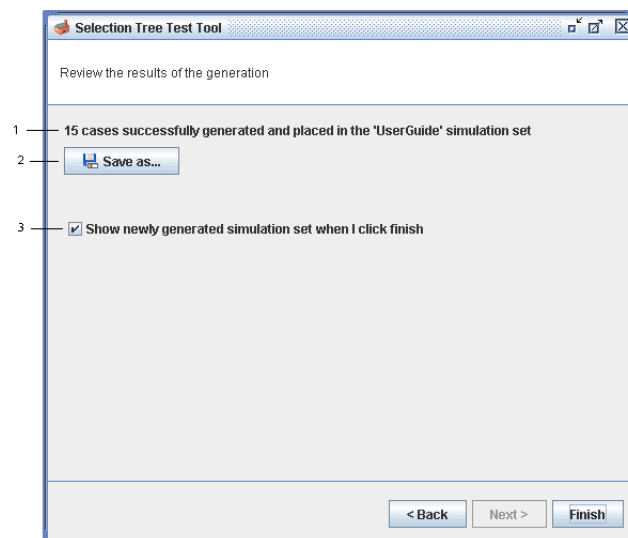 Selection Tree Test Tool
Review the results of the generation
1 15 cases successfully generated and placed in the 'UserGuide' simulation set
2 Save as...
3 Show newly generated simulation set when I click finish
< Back Next > Finish